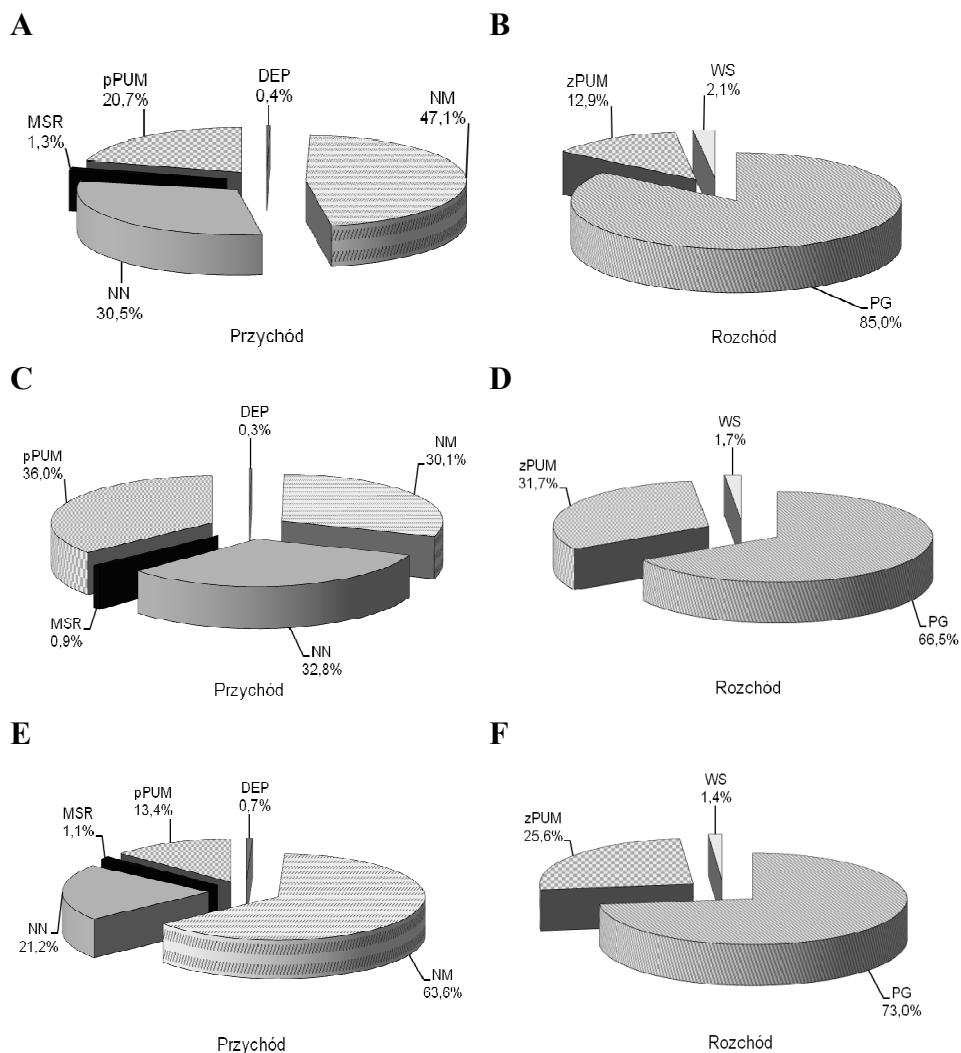 A
DEP
0,4%
NM
47,1%
pPUM
20,7%
MSR
1,3%
NN
30,5%
Przychód
B
WS
2,1%
zPUM
12,9%
PG
85,0%
Rozchód
C
DEP
0,3%
NM
30,1%
pPUM
36,0%
MSR
0,9%
NN
32,8%
Przychód
D
WS
1,7%
zPUM
31,7%
PG
66,5%
Rozchód
E
DEP
0,7%
pPUM
13,4%
MSR
1,1%
NN
21,2%
NM
63,6%
Przychód
F
WS
1,4%
zPUM
25,6%
PG
73,0%
Rozchód